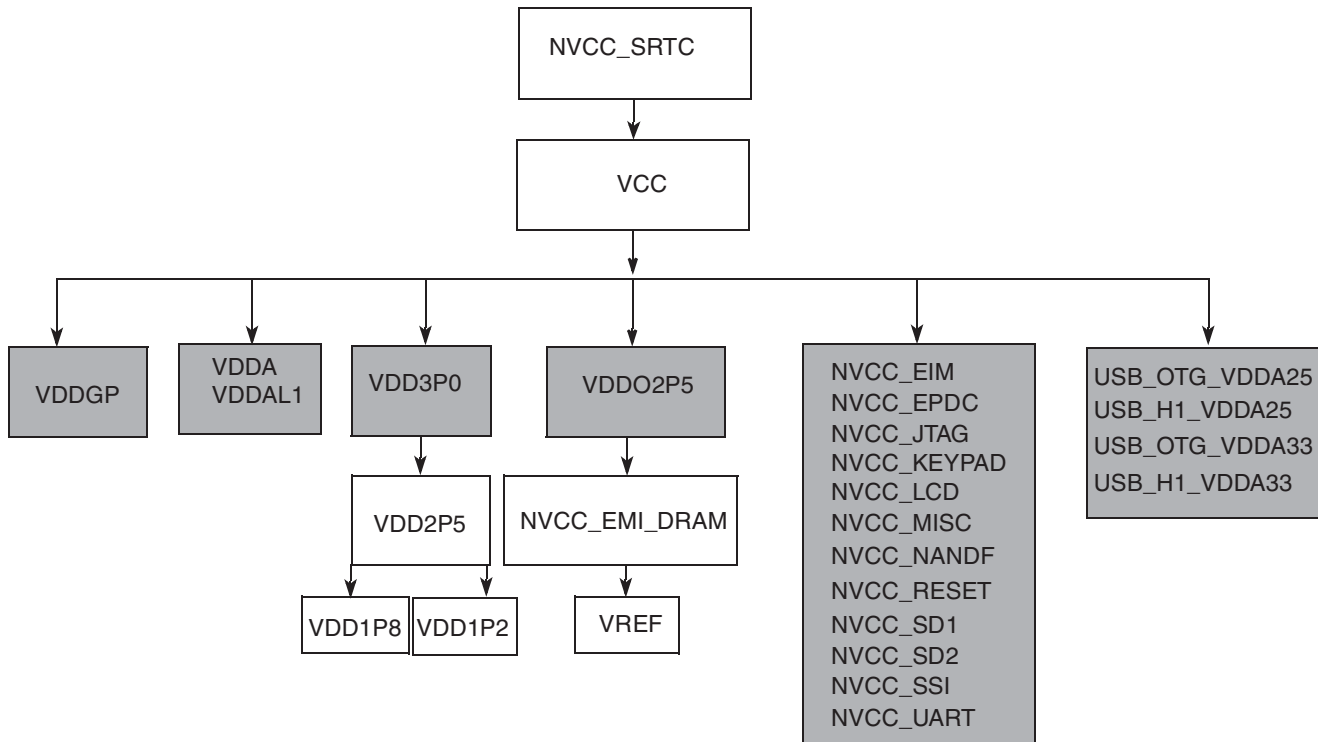 NVCC_SRTC
VCC
VDDGP
VDDA
VDDAL1
VDD3P0
VDDO2P5
NVCC_EIM
NVCC_EPDC
NVCC_JTAG
NVCC_KEYPAD
NVCC_LCD
NVCC_MISC
NVCC_NANDF
NVCC_RESET
NVCC_SD1
NVCC_SD2
NVCC_SSI
NVCC_UART
USB_OTG_VDDA25
USB_H1_VDDA25
USB_OTG_VDDA33
USB_H1_VDDA33
VDD2P5
NVCC_EMI_DRAM
VDD1P8
VDD1P2
VREF